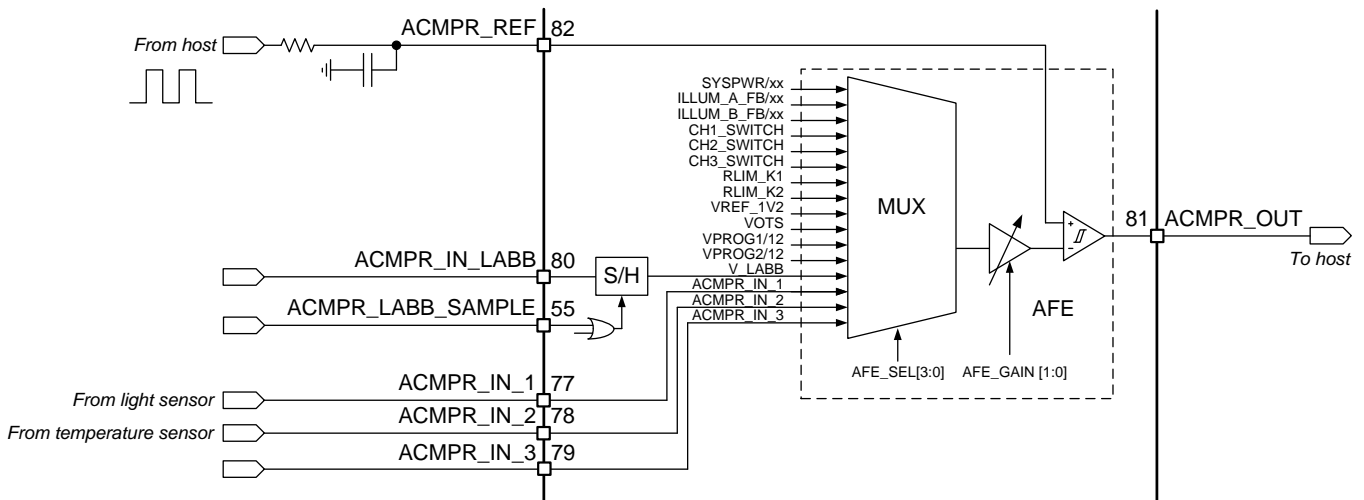 From host
ACMPR_REF
82
SYSPWR/xx
ILLUM_A_FB/xx
ILLUM_B_FB/xx
CH1_SWITCH
CH2_SWITCH
CH3_SWITCH
RLIM_K1
RLIM_K2
VREF_1V2
VOTS
VPROG1/12
VPROG2/12
V_LABB
ACMPR_IN_1
ACMPR_IN_2
ACMPR_IN_3
MUX
AFE
AFE_SEL[3:0]
AFE_GAIN [1:0]
81
ACMPR_OUT
To host
ACMPR_IN_LABB
80
S/H
ACMPR_LABB_SAMPLE
55
From light sensor
ACMPR_IN_1
77
From temperature sensor
ACMPR_IN_2
78
ACMPR_IN_3
79